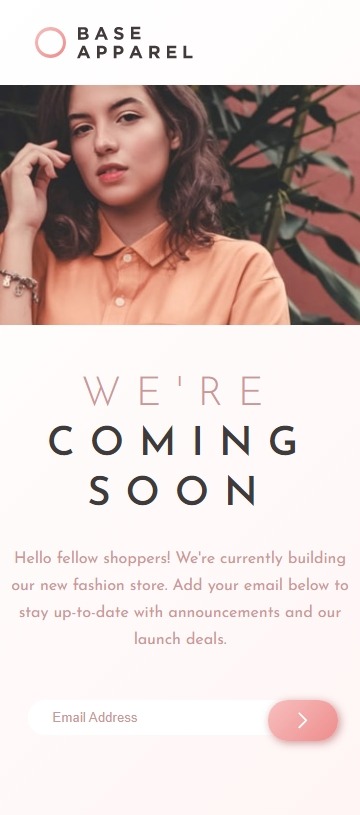 BASE
APPAREL
WE'RE
COMING
SOON
Hello fellow shoppers! We're currently building
our new fashion store. Add your email below to
stay up-to-date with announcements and our
launch deals.
Email Address